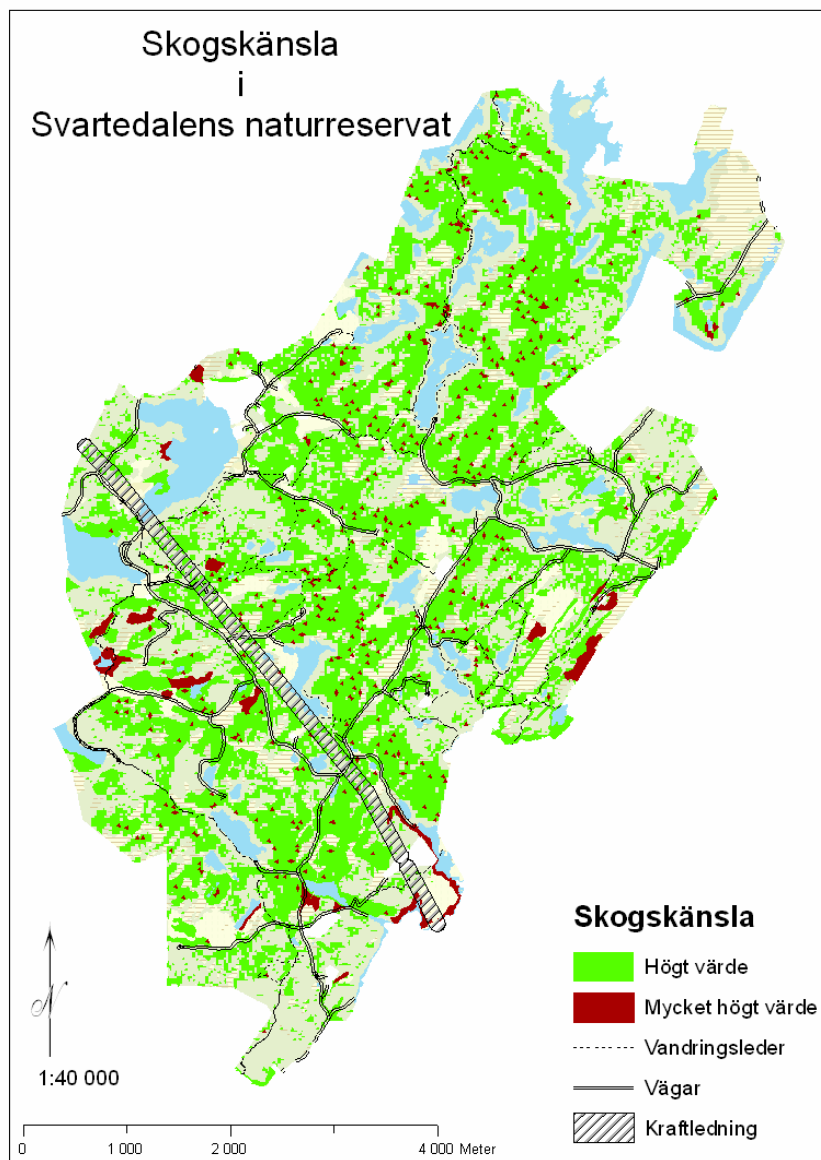 Skogskänsla
i
Svartedalens naturreservat
Skogskänsla
Högt värde
Mycket högt värde
Vandringsleder
Vägar
Kraftledning
N
1:40 000
0 1 000 2 000 4 000 Meter